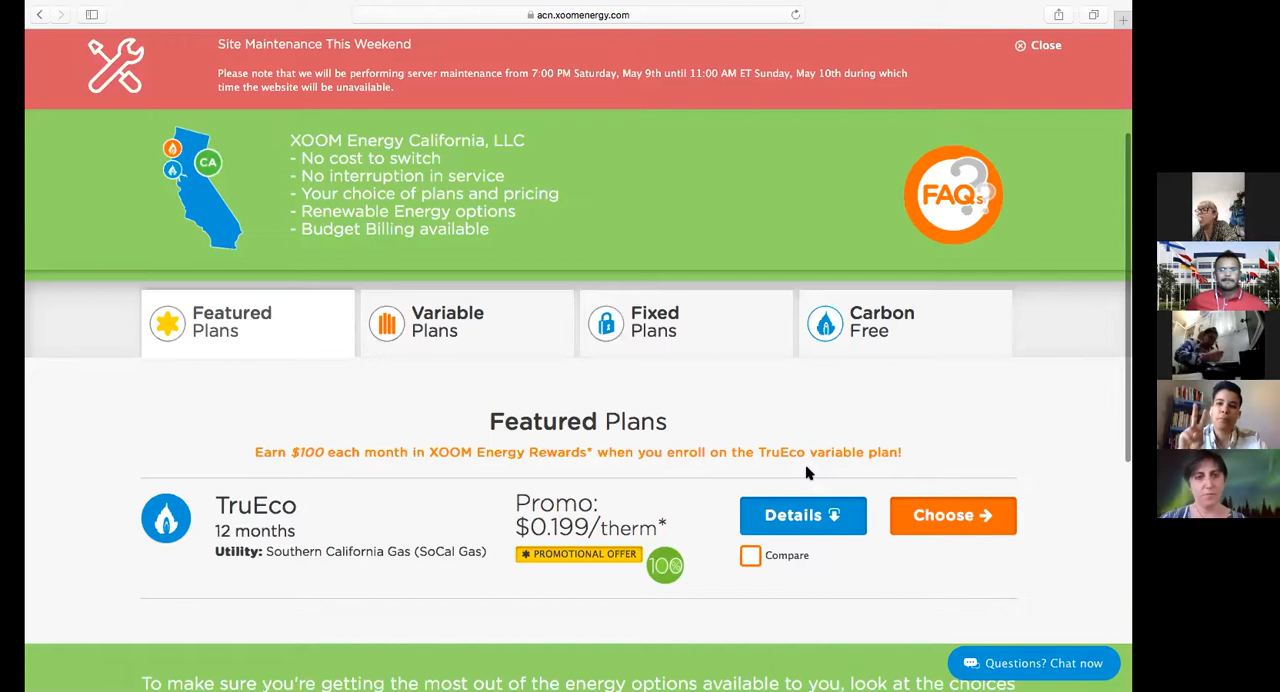 acn.xoomenergy.com
Site Maintenance This Weekend
Close
Please note that we will be performing server maintenance from 7:00 PM Saturday, May 9th until 11:00 AM ET Sunday, May 10th during which
time the website will be unavailable.
CA
XOOM Energy California, LLC
- No cost to switch
- No interruption in service
- Your choice of plans and pricing
- Renewable Energy options
- Budget Billing available
FAQs
?
Featured
Plans
Variable
Plans
Fixed
Plans
Carbon
Free
Featured Plans
Earn $100 each month in XOOM Energy Rewards* when you enroll on the TruEco variable plan!
TruEco
12 months
Utility: Southern California Gas (SoCal Gas)
Promo:
$0.199/therm*
PROMOTIONAL OFFER
100%
Details
Choose
Compare
Questions? Chat now
To make sure you're getting the most out of the energy options available to you, look at the choices